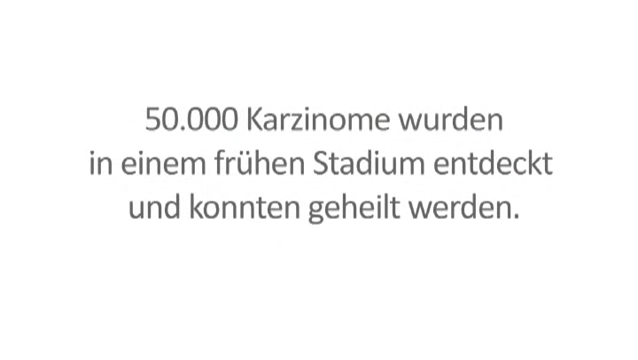 50.000 Karzinome wurden
in einem frühen Stadium entdeckt
und konnten geheilt werden.